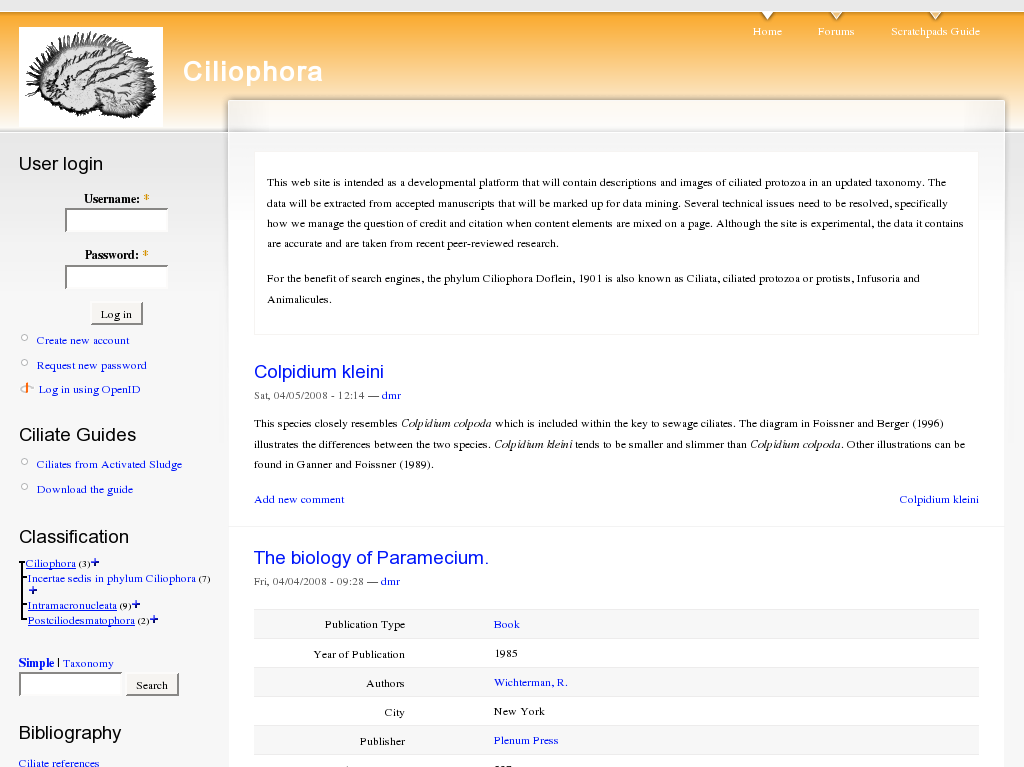 Home
Forums
Scratchpads Guide
Ciliophora
User login
Username: *
Password: *
Log in
Create new account
Request new password
Log in using OpenID
Ciliate Guides
Ciliates from Activated Sludge
Download the guide
Classification
Ciliophora (3)
Incertae sedis in phylum Ciliophora (7)
Intramacronucleata (9)
Postciliodesmatophora (2)
Simple | Taxonomy
Search
Bibliography
Ciliate references
This web site is intended as a developmental platform that will contain descriptions and images of ciliated protozoa in an updated taxonomy. The
data will be extracted from accepted manuscripts that will be marked up for data mining. Several technical issues need to be resolved, specifically
how we manage the question of credit and citation when content elements are mixed on a page. Although the site is experimental, the data it contains
are accurate and are taken from recent peer-reviewed research.
For the benefit of search engines, the phylum Ciliophora Doflein, 1901 is also known as Ciliata, ciliated protozoa or protists, Infusoria and
Animalicules.
Colpidium kleini
Sat, 04/05/2008 - 12:14 — dmr
This species closely resembles Colpidium colpoda which is included within the key to sewage ciliates. The diagram in Foissner and Berger (1996)
illustrates the differences between the two species. Colpidium kleini tends to be smaller and slimmer than Colpidium colpoda. Other illustrations can be
found in Ganner and Foissner (1989).
Add new comment
Colpidium kleini
The biology of Paramecium.
Fri, 04/04/2008 - 09:28 — dmr
Publication Type Book
Year of Publication 1985
Authors Wichterman, R.
City New York
Publisher Plenum Press